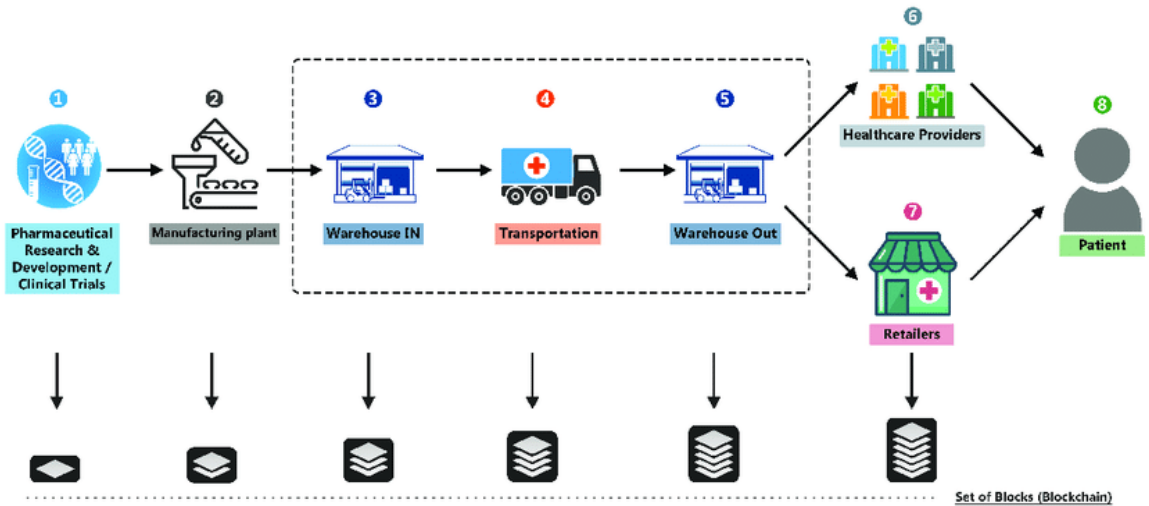 1
2
3
4
5
6
7
8
Pharmaceutical
Research &
Development /
Clinical Trials
Manufacturing plant
Warehouse IN
Transportation
Warehouse Out
Healthcare Providers
Retailers
Patient
Set of Blocks (Blockchain)